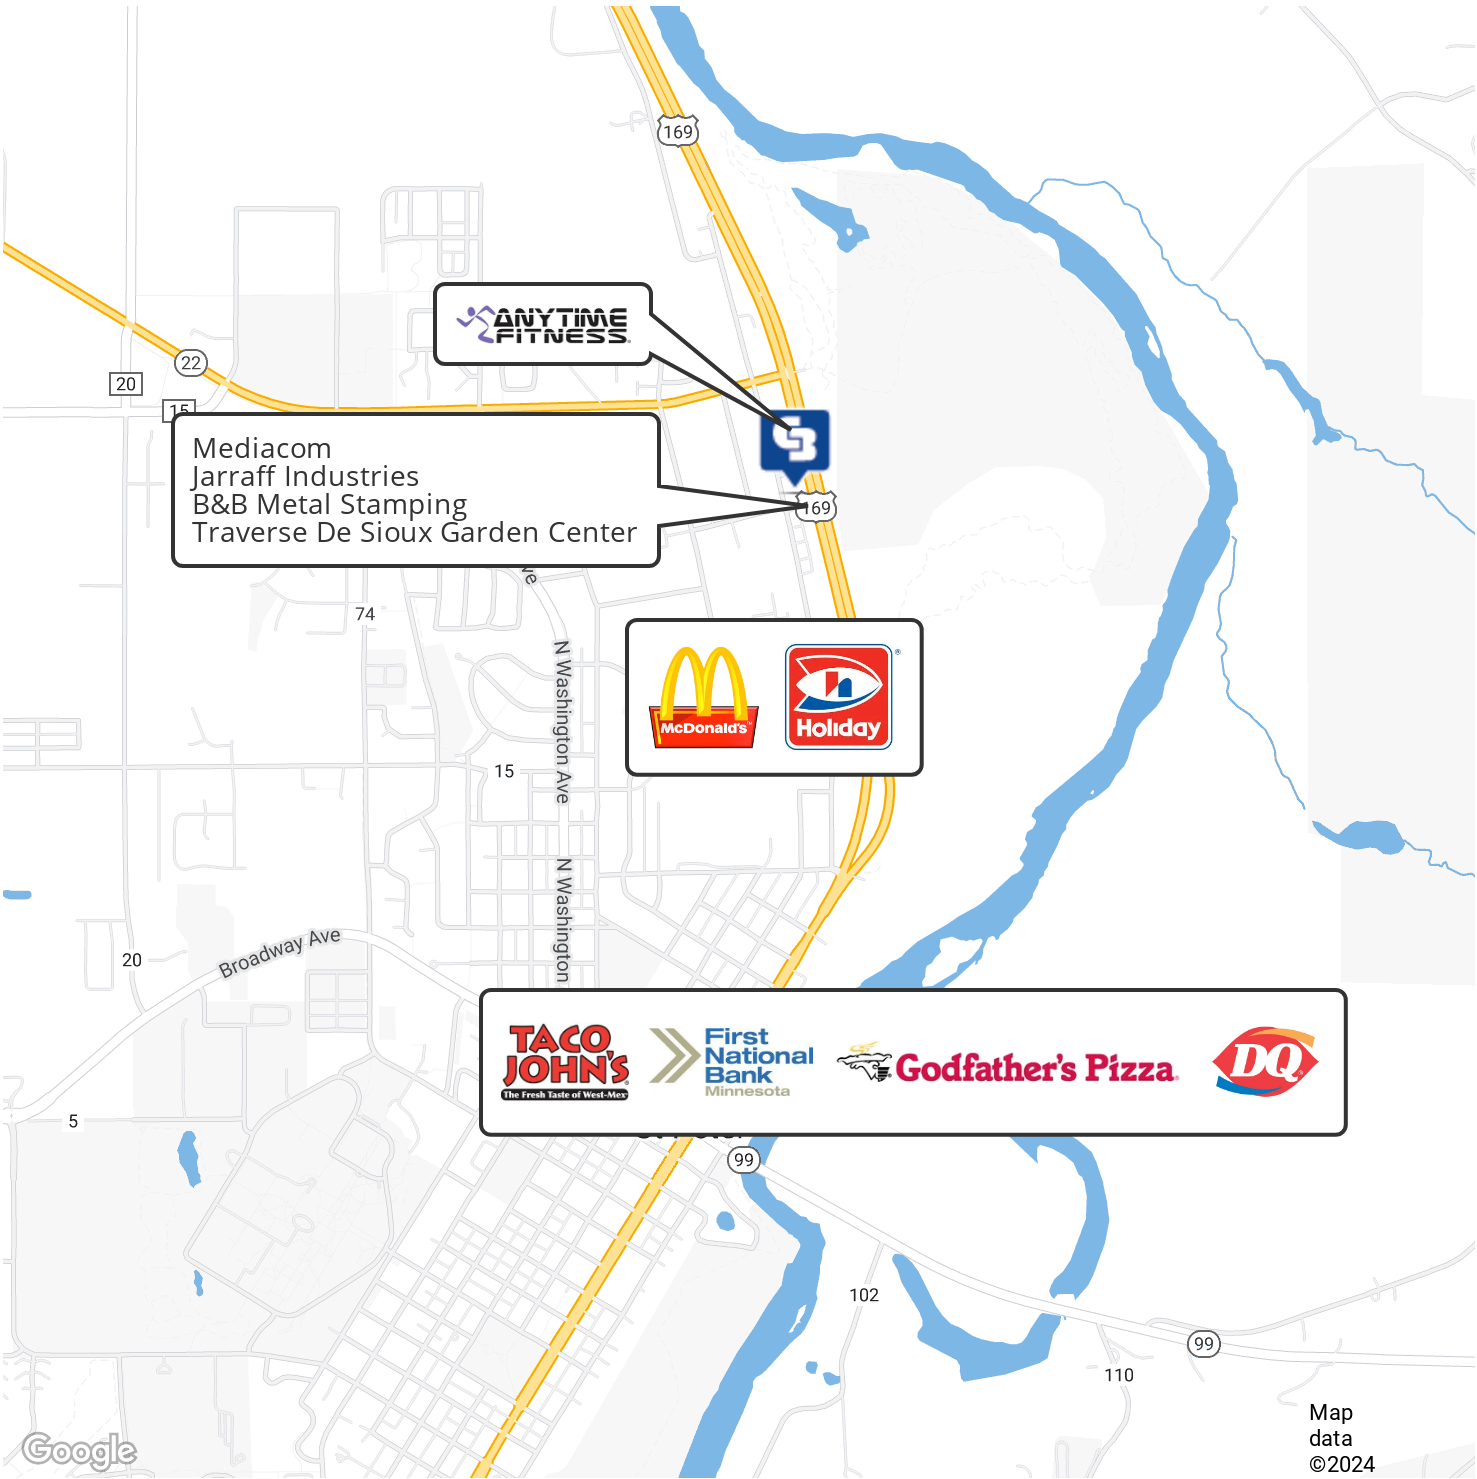 169
ANYTIME
FITNESS
22
20
15
Mediacom
Jarraff Industries
B&B Metal Stamping
Traverse De Sioux Garden Center
169
74
N Washington Ave
McDonald's
Holiday
®
15
N Washington
Broadway Ave
20
TACO
JOHN'S
The Fresh Taste of West-Mex
First
National
Bank
Minnesota
Godfather's Pizza
DQ
5
99
102
99
110
Google
Map
data
©2024